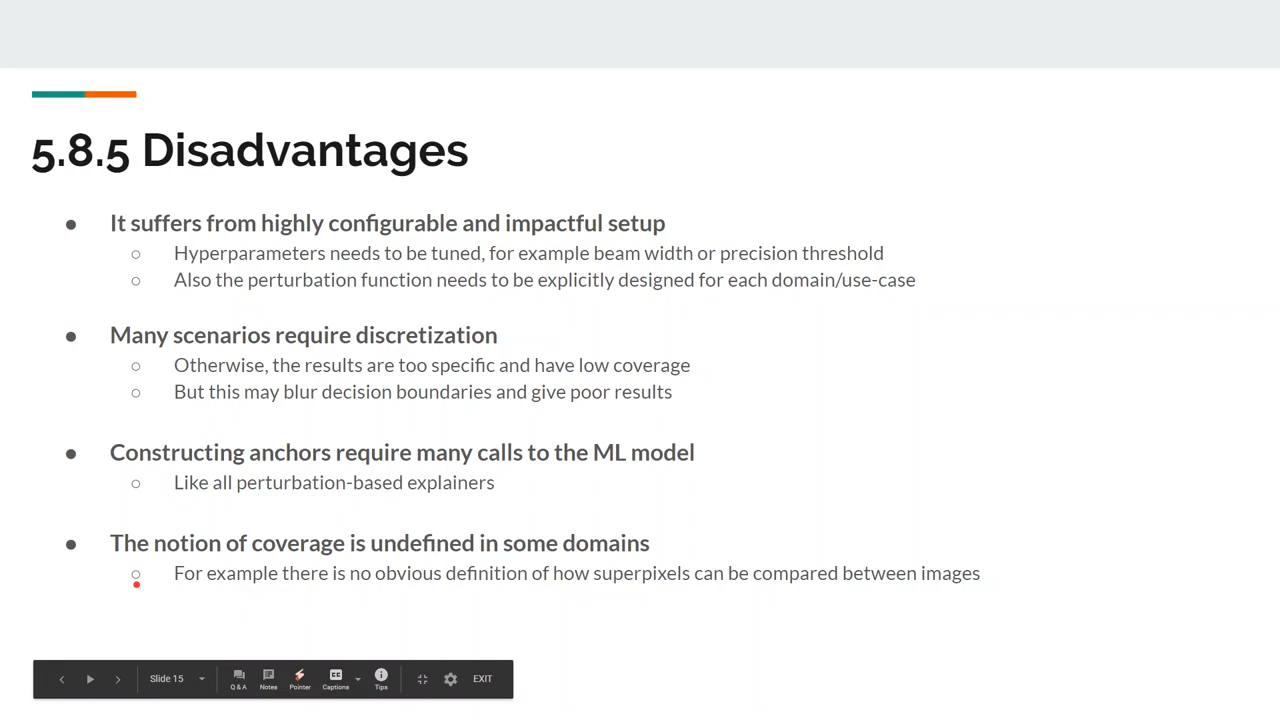 5.8.5 Disadvantages
● It suffers from highly configurable and impactful setup
○ Hyperparameters needs to be tuned, for example beam width or precision threshold
○ Also the perturbation function needs to be explicitly designed for each domain/use-case
● Many scenarios require discretization
○ Otherwise, the results are too specific and have low coverage
○ But this may blur decision boundaries and give poor results
● Constructing anchors require many calls to the ML model
○ Like all perturbation-based explainers
● The notion of coverage is undefined in some domains
○ For example there is no obvious definition of how superpixels can be compared between images
Slide 15 Q&A Notes Pointer CC Captions Tips EXIT